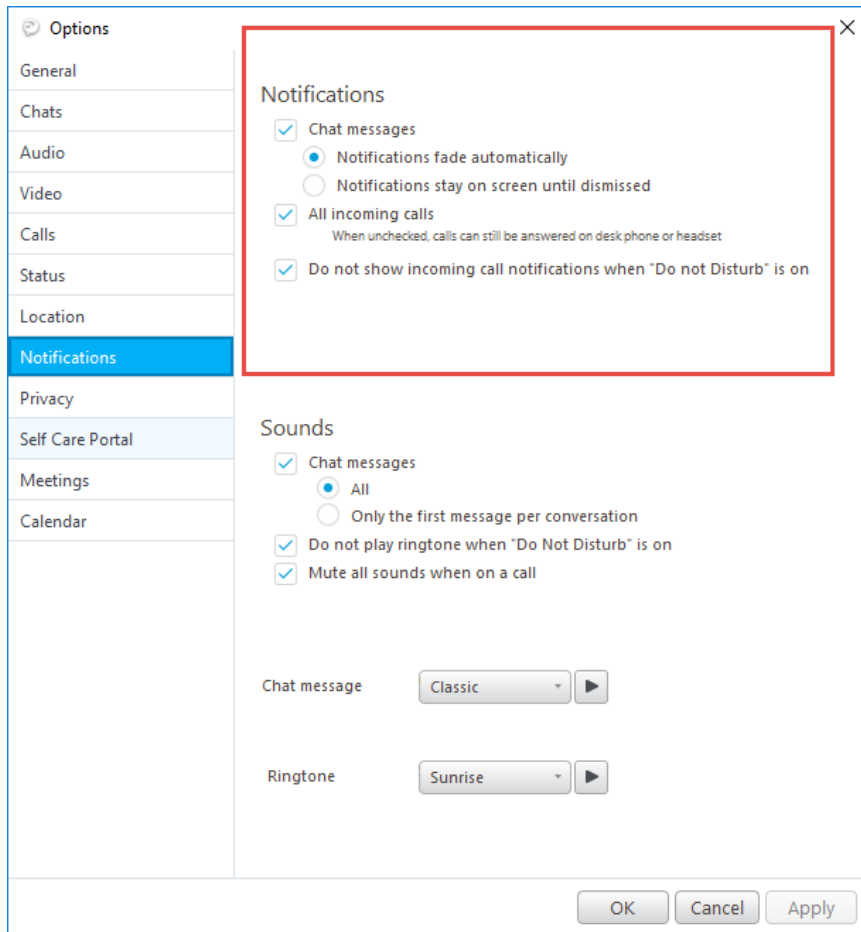 Options
General
Chats
Audio
Video
Calls
Status
Location
Notifications
Privacy
Self Care Portal
Meetings
Calendar
Notifications
Chat messages
Notifications fade automatically
Notifications stay on screen until dismissed
All incoming calls
When unchecked, calls can still be answered on desk phone or headset
Do not show incoming call notifications when "Do not Disturb" is on
Sounds
Chat messages
All
Only the first message per conversation
Do not play ringtone when "Do Not Disturb" is on
Mute all sounds when on a call
Chat message Classic
Ringtone Sunrise
OK Cancel Apply